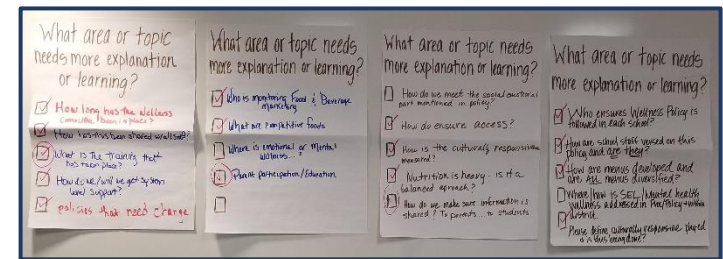 What area or topic
needs more explanation
or learning?
How long has the Wellness
Committee been in place?
How has this been shared
What is the training that
has taken place?
How do we/will we get system
level support?
policies that need change
What area or topic needs
more explanation or learning?
Who is monitoring Food & Beverage
marketing
What are competitive foods
Where is emotional or mental
wellness...?
Parent participation/Education
What area or topic needs
more explanation or learning?
How do we meet the social emotional
part mentioned in policy?
How do ensure access?
How is the culturally responsive
measured?
Nutrition is heavy - is it a
balanced aproach?
How do we make sure information is
shared? To parents... to students
What area or topic needs
more explanation or learning?
Who ensures Wellness Policy is
followed in each school?
How are school staff versed on this
policy and are they?
How are menus developed and
are ALL menus diversified?
Where/how is SEL/Mental health
wellness addressed in the/Policy + within
district.
Please define culturally responsive
is this being done?